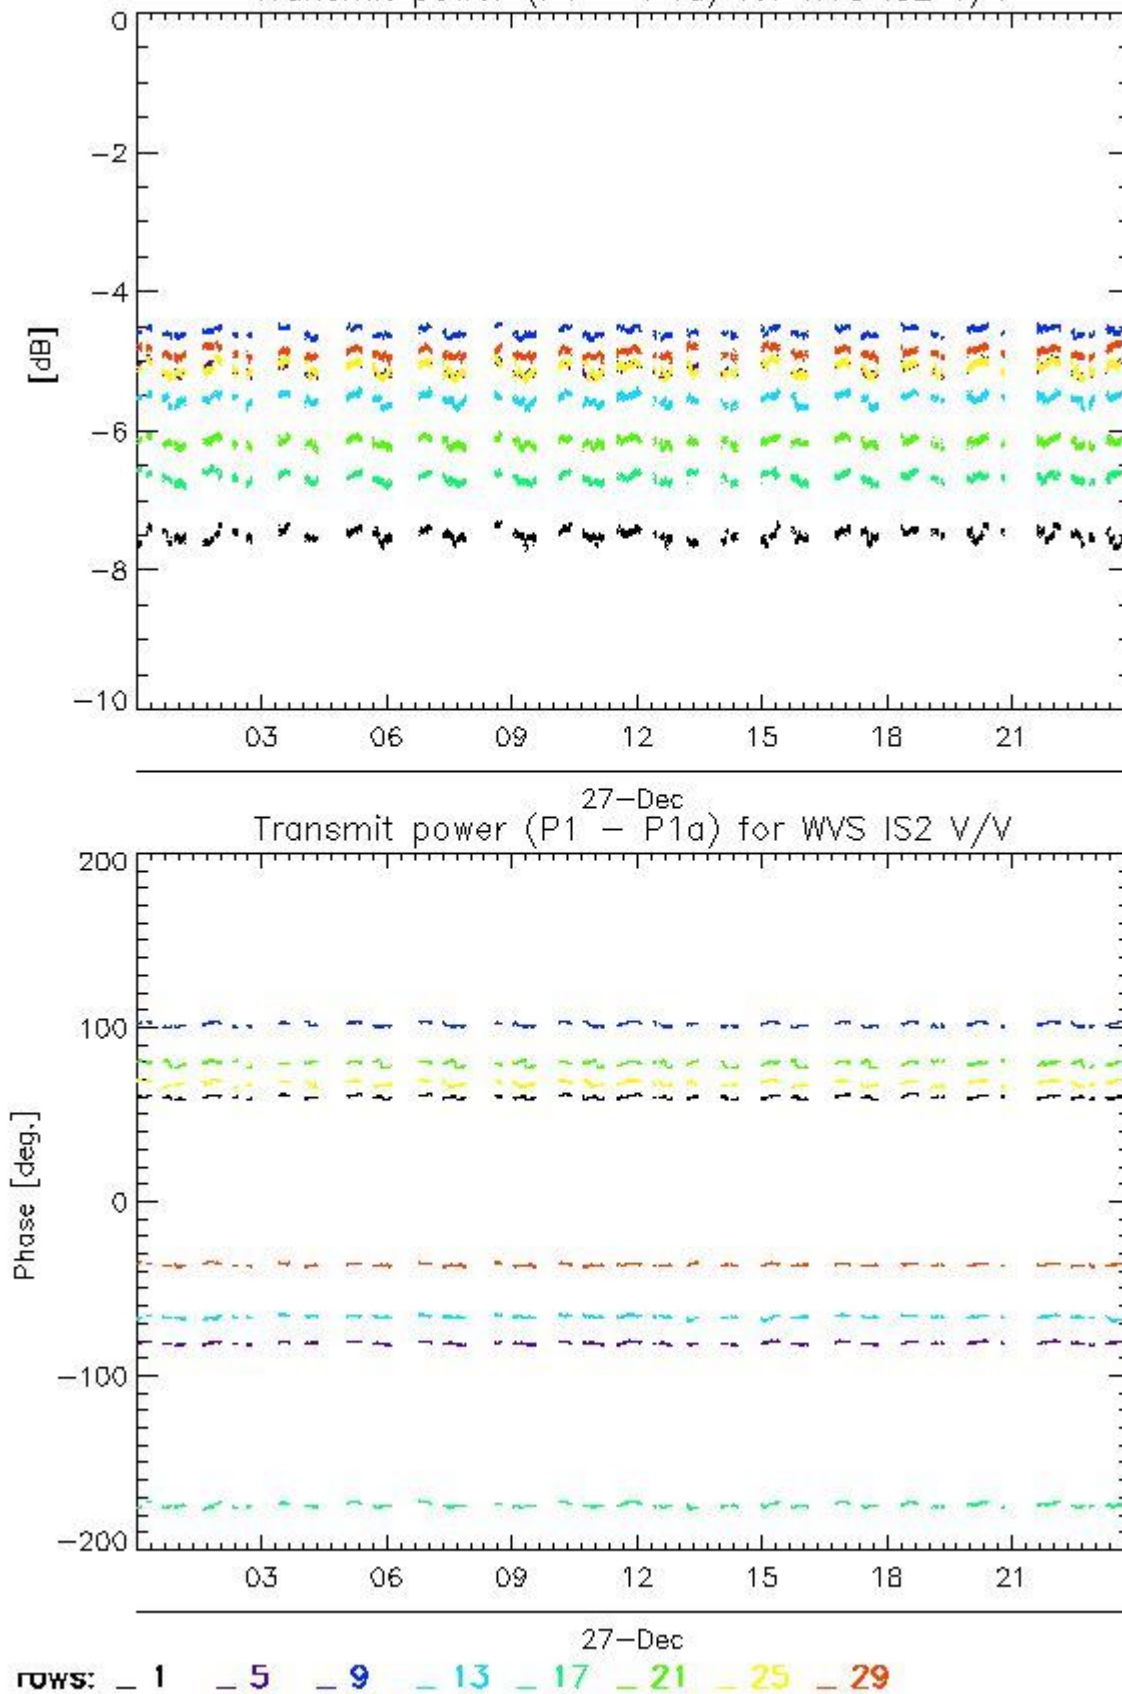 0
-2
-4
[dB]
-6
-8
-10
03 06 09 12 15 18 21
27-Dec
Transmit power (P1 - P1a) for WVS IS2 V/V
200
100
0
Phase [deg.]
-100
-200
03 06 09 12 15 18 21
27-Dec
rows: _ 1 _ 5 _ 9 _ 13 _ 17 _ 21 _ 25 _ 29